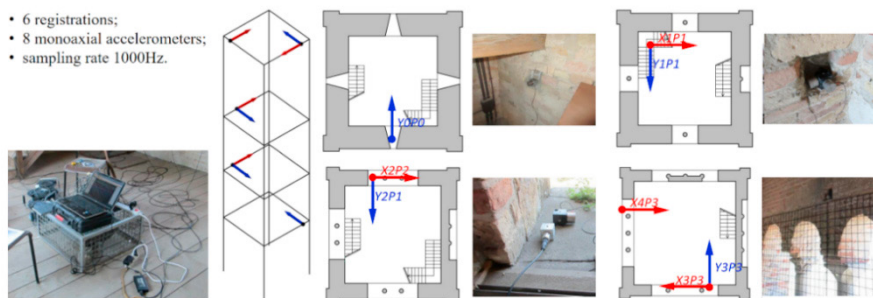 • 6 registrations;
• 8 monoaxial accelerometers;
• sampling rate 1000Hz.
Y0P0
X1P1
Y1P1
X2P2
Y2P1
X4P3
Y3P3
X3P3